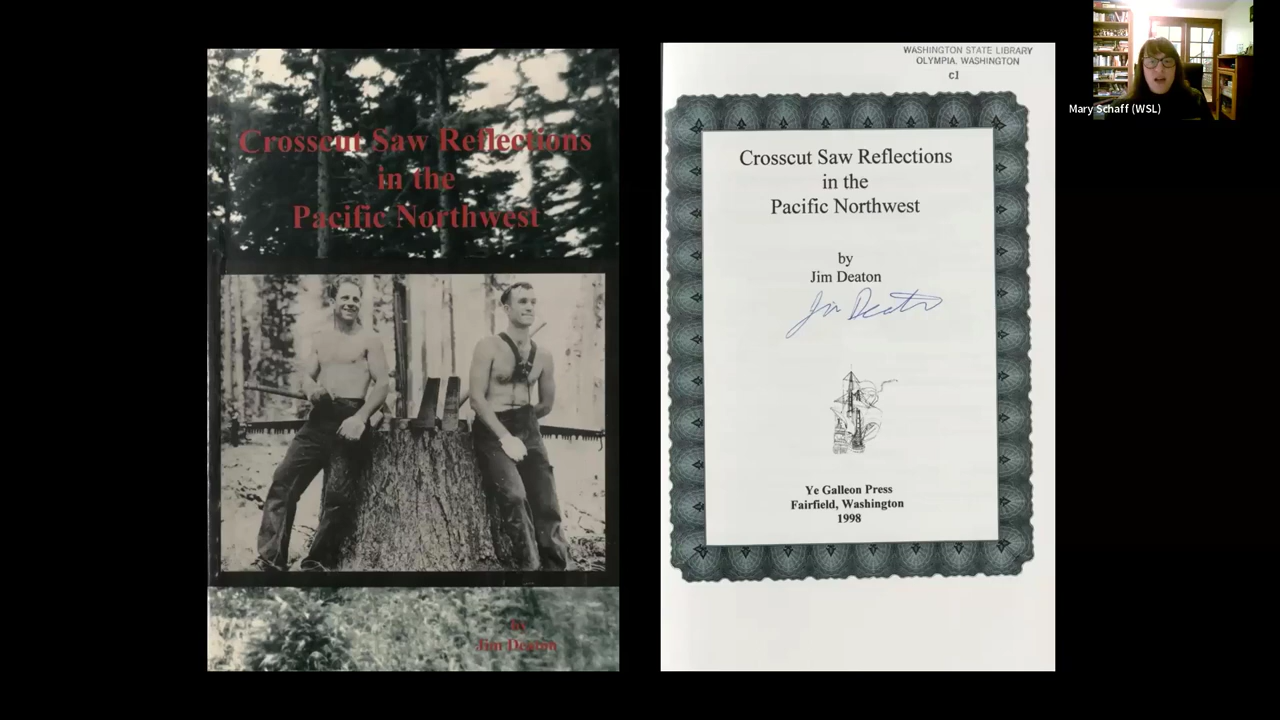 Crosscut Saw Reflections
in the
Pacific Northwest
by
Jim Deaton
WASHINGTON STATE LIBRARY
OLYMPIA, WASHINGTON
c1
Crosscut Saw Reflections
in the
Pacific Northwest
by
Jim Deaton
Jim Deaton
Ye Galleon Press
Fairfield, Washington
1998
Mary Schaff (WSL)